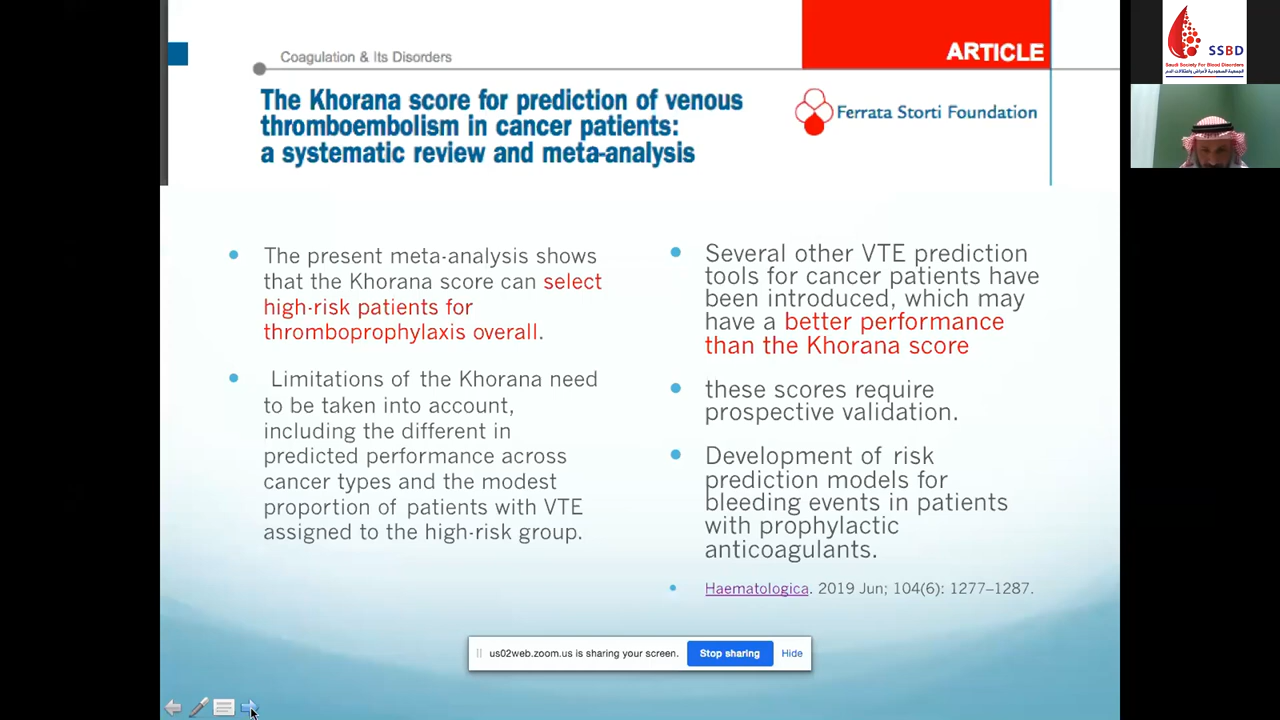 Coagulation & Its Disorders
ARTICLE
The Khorana score for prediction of venous
thromboembolism in cancer patients:
a systematic review and meta-analysis
Ferrata Storti Foundation
The present meta-analysis shows
that the Khorana score can select
high-risk patients for
thromboprophylaxis overall.
Limitations of the Khorana need
to be taken into account,
including the different in
predicted performance across
cancer types and the modest
proportion of patients with VTE
assigned to the high-risk group.
Several other VTE prediction
tools for cancer patients have
been introduced, which may
have a better performance
than the Khorana score
these scores require
prospective validation.
Development of risk
prediction models for
bleeding events in patients
with prophylactic
anticoagulants.
Haematologica. 2019 Jun; 104(6): 1277–1287.
us02web.zoom.us is sharing your screen.
Stop sharing
Hide
SSBD
Saudi Society For Blood Disorders